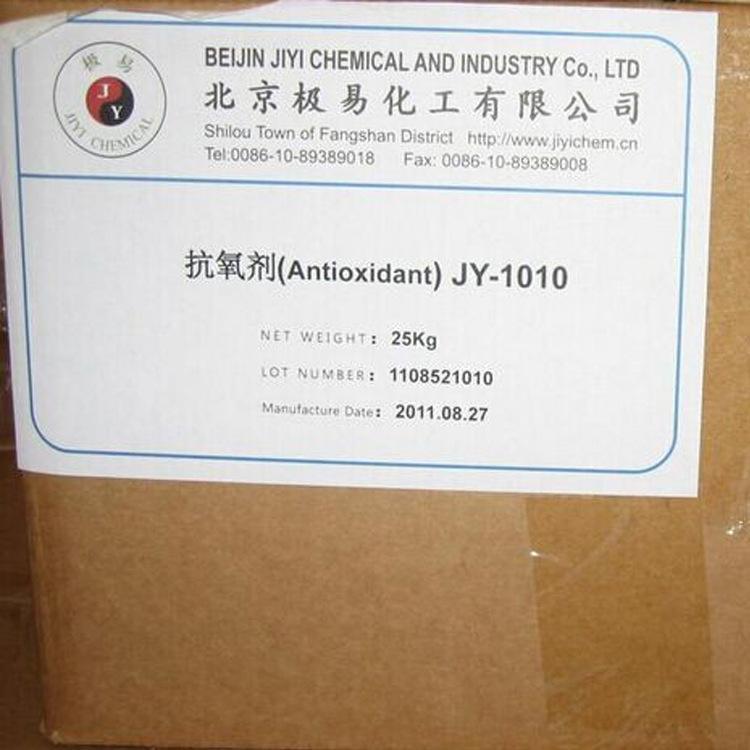 极易
J
Y
JIYI CHEMICAL
BEIJIN JIYI CHEMICAL AND INDUSTRY Co., LTD
北京极易化工有限公司
Shilou Town of Fangshan District http://www.jiyichem.cn
Tel:0086-10-89389018 Fax: 0086-10-89389008
抗氧剂(Antioxidant) JY-1010
NET WEIGHT: 25Kg
LOT NUMBER: 1108521010
Manufacture Date: 2011.08.27